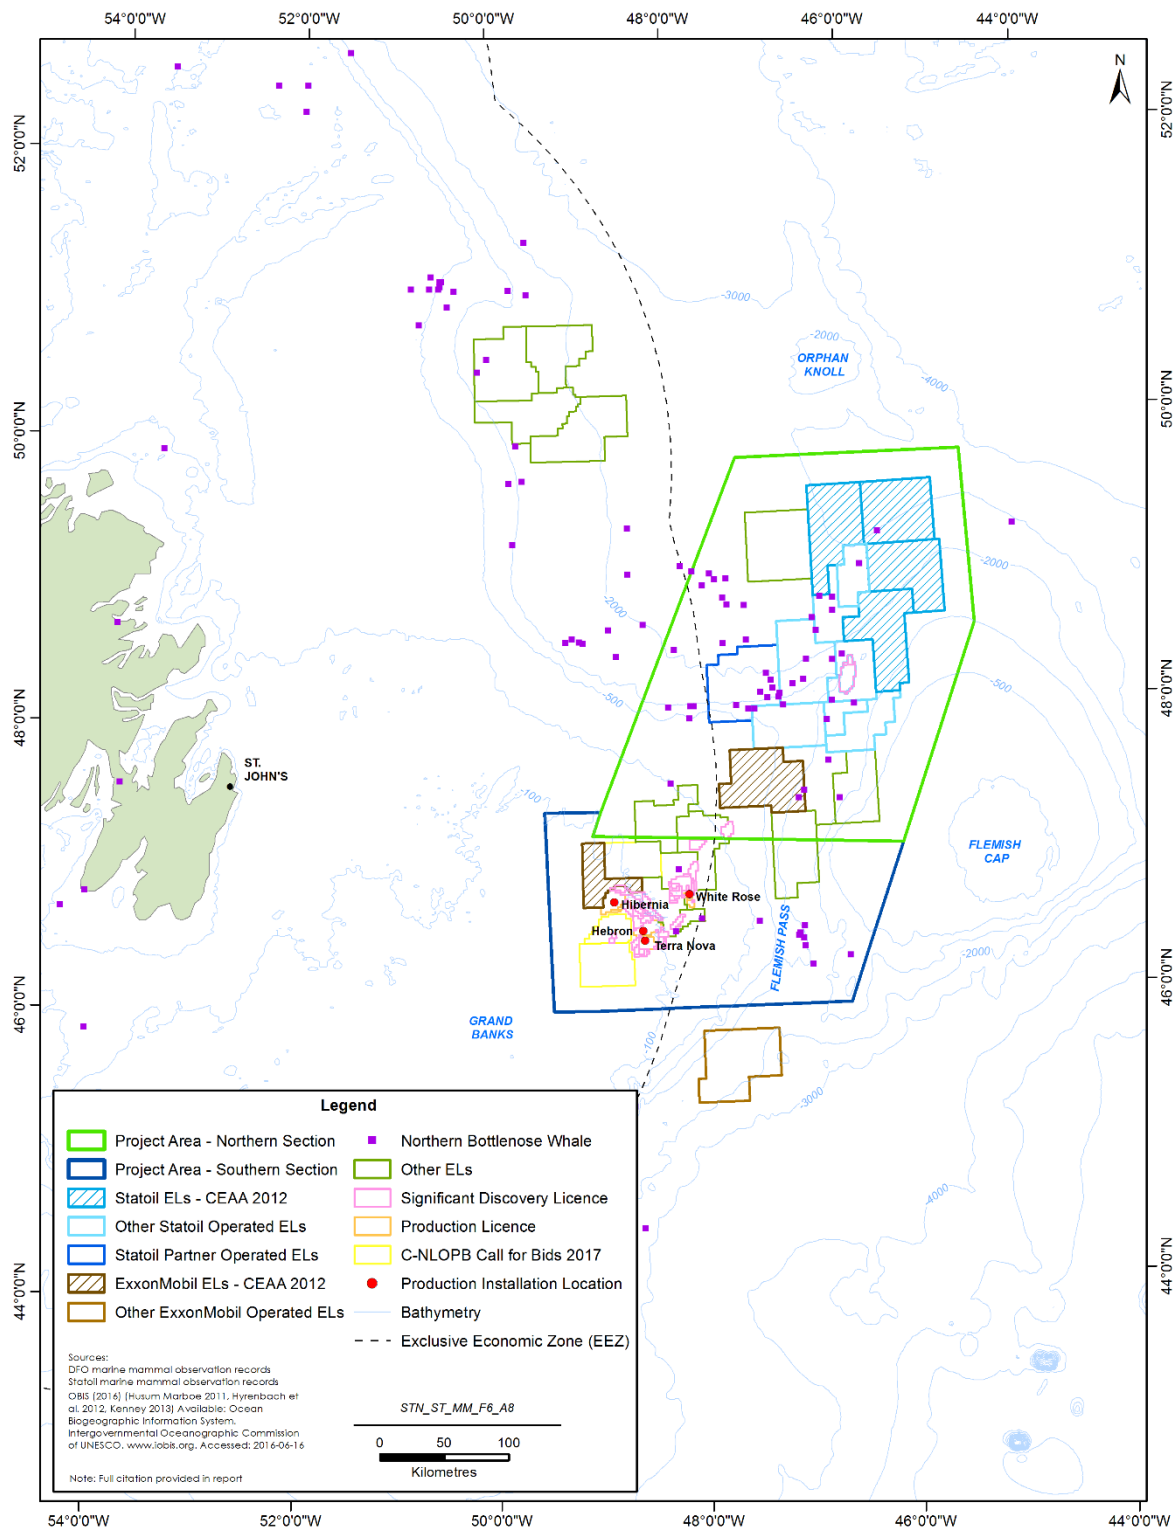 54°0'0"W 52°0'0"W 50°0'0"W 48°0'0"W 46°0'0"W 44°0'0"W
N
52°0'0"N
52°0'0"N
-3000
-2000
ORPHAN
KNOLL
-4000
50°0'0"N
50°0'0"N
-2000
-2000
-500
-500
48°0'0"N
48°0'0"N
ST.
JOHN'S
-100
FLEMISH
CAP
White Rose
Hibernia
Hebron
Terra Nova
FLEMISH PASS
-2000
46°0'0"N
46°0'0"N
GRAND
BANKS
-100
-3000
-4000
44°0'0"N
44°0'0"N
Legend
Project Area - Northern Section
Project Area - Southern Section
Statoil ELs - CEAA 2012
Other Statoil Operated ELs
Statoil Partner Operated ELs
ExxonMobil ELs - CEAA 2012
Other ExxonMobil Operated ELs
Northern Bottlenose Whale
Other ELs
Significant Discovery Licence
Production Licence
C-NLOPB Call for Bids 2017
Production Installation Location
Bathymetry
Exclusive Economic Zone (EEZ)
Sources:
DFO marine mammal observation records
Statoil marine mammal observation records
OBIS (2016) (Husum Marboe 2011, Hyrenbach et
al. 2012, Kenney 2013) Available: Ocean
Biogeographic Information System.
Intergovernmental Oceanographic Commission
of UNESCO. www.iobis.org. Accessed: 2016-06-16
Note: Full citation provided in report
STN_ST_MM_F6_A8
0 50 100
Kilometres
54°0'0"W 52°0'0"W 50°0'0"W 48°0'0"W 46°0'0"W 44°0'0"W